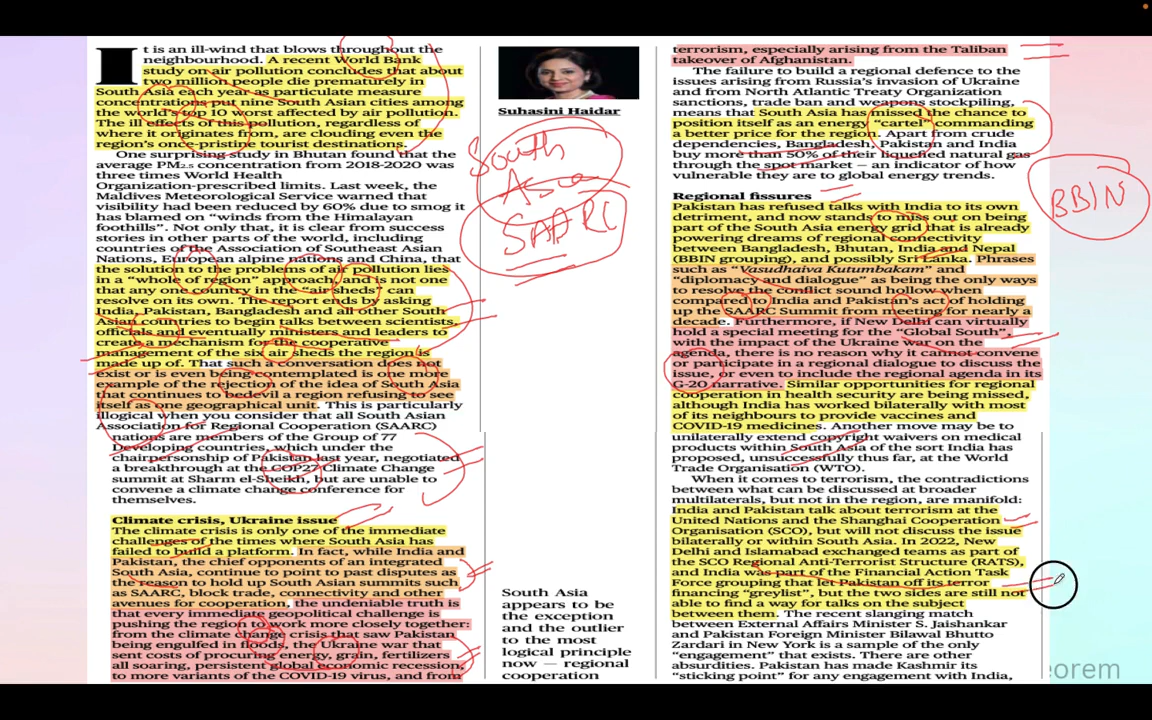 It is an ill-wind that blows throughout the
neighbourhood. A recent World Bank
study on air pollution concludes that about
two million people die prematurely in
South Asia each year as particulate measure
concentrations put nine South Asian cities among
the world's top 10 worst affected by air pollution.
The ill effects of this pollution, regardless of
where it originates from, are clouding even the
region's once-pristine tourist destinations.
One surprising study in Bhutan found that the
average PM2.5 concentration from 2018-2020 was
three times World Health
Organization-prescribed limits. Last week, the
Maldives Meteorological Service warned that
visibility had been reduced by 60% due to smog it
has blamed on "winds from the Himalayan
foothills". Not only that, it is clear from success
stories in other parts of the world, including
countries of the Association of Southeast Asian
Nations, European alpine nations and China, that
the solution to the problems of air pollution lies
in a "whole of region" approach, and is not one
that any one country in the "air sheds" can
resolve on its own. The report ends by asking
India, Pakistan, Bangladesh and all other South
Asian countries to begin talks between scientists,
officials and eventually ministers and leaders to
create a mechanism for the cooperative
management of the six air sheds the region is
made up of. That such a conversation does not
exist or is even being contemplated is one more
example of the rejection of the idea of South Asia
that continues to bedevil a region refusing to see
itself as one geographical unit. This is particularly
illogical when you consider that all South Asian
Association for Regional Cooperation (SAARC)
nations are members of the Group of 77
Developing countries, which under the
chairpersonship of Pakistan last year, negotiated
a breakthrough at the COP27 Climate Change
summit at Sharm el-Sheikh, but are unable to
convene a climate change conference for
themselves.
Climate crisis, Ukraine issue
The climate crisis is only one of the immediate
challenges of the times where South Asia has
failed to build a platform. In fact, while India and
Pakistan, the chief opponents of an integrated
South Asia, continue to point to past disputes as
the reason to hold up South Asian summits such
as SAARC, block trade, connectivity and other
avenues for cooperation, the undeniable truth is
that every immediate geopolitical challenge is
pushing the region to work more closely together:
from the climate change crisis that saw Pakistan
being engulfed in floods, the Ukraine war that
sent costs of procuring energy, grain, fertilizers
all soaring, persistent global economic recession,
to more variants of the COVID-19 virus, and from
Suhasini Haidar
South
Asia
SAARC
South Asia
appears to be
the exception
and the outlier
to the most
logical principle
now — regional
cooperation
terrorism, especially arising from the Taliban
takeover of Afghanistan.
The failure to build a regional defence to the
issues arising from Russia's invasion of Ukraine
and from North Atlantic Treaty Organization
sanctions, trade ban and weapons stockpiling,
means that South Asia has missed the chance to
position itself as an energy "cartel" commanding
a better price for the region. Apart from crude
dependencies, Bangladesh, Pakistan and India
buy more than 50% of their liquefied natural gas
through the spot market — an indicator of how
vulnerable they are to global energy trends.
Regional fissures
Pakistan has refused talks with India to its own
detriment, and now stands to miss out on being
part of the South Asia energy grid that is already
powering dreams of regional connectivity
between Bangladesh, Bhutan, India and Nepal
(BBIN grouping), and possibly Sri Lanka. Phrases
such as "Vasudhaiva Kutumbakam" and
"diplomacy and dialogue" as being the only ways
to resolve the conflict sound hollow when
compared to India and Pakistan's act of holding
up the SAARC Summit from meeting for nearly a
decade. Furthermore, if New Delhi can virtually
hold a special meeting for the "Global South",
with the impact of the Ukraine war on the
agenda, there is no reason why it cannot convene
or participate in a regional dialogue to discuss the
issue, or even to include the regional agenda in its
G-20 narrative. Similar opportunities for regional
cooperation in health security are being missed,
although India has worked bilaterally with most
of its neighbours to provide vaccines and
COVID-19 medicines. Another move may be to
unilaterally extend copyright waivers on medical
products within South Asia of the sort India has
proposed, unsuccessfully thus far, at the World
Trade Organisation (WTO).
When it comes to terrorism, the contradictions
between what can be discussed at broader
multilaterals, but not in the region, are manifold:
India and Pakistan talk about terrorism at the
United Nations and the Shanghai Cooperation
Organisation (SCO), but will not discuss the issue
bilaterally or within South Asia. In 2022, New
Delhi and Islamabad exchanged teams as part of
the SCO Regional Anti-Terrorist Structure (RATS),
and India was part of the Financial Action Task
Force grouping that let Pakistan off its terror
financing "greylist", but the two sides are still not
able to find a way for talks on the subject
between them. The recent slanging match
between External Affairs Minister S. Jaishankar
and Pakistan Foreign Minister Bilawal Bhutto
Zardari in New York is a sample of the only
"engagement" that exists. There are other
absurdities. Pakistan has made Kashmir its
"sticking point" for any engagement with India,
BBIN
eorem